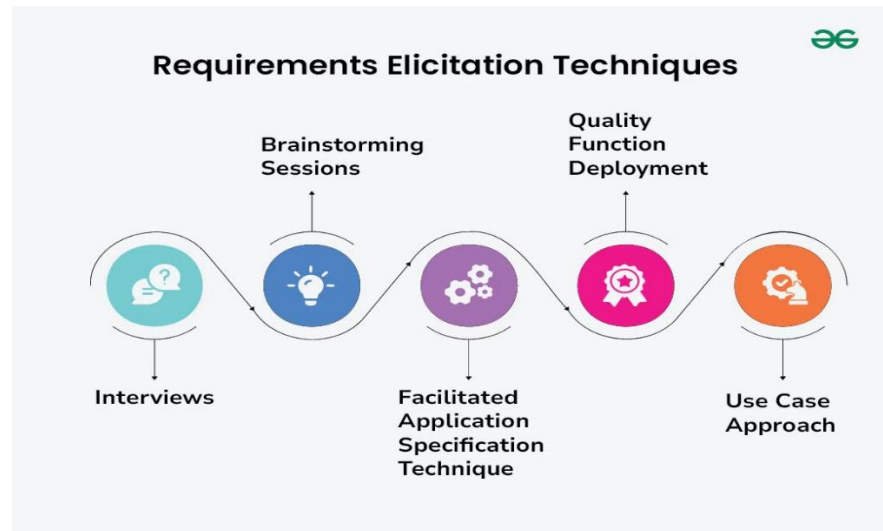 Requirements Elicitation Techniques
Brainstorming
Sessions
Quality
Function
Deployment
?
Interviews
Facilitated
Application
Specification
Technique
Use Case
Approach